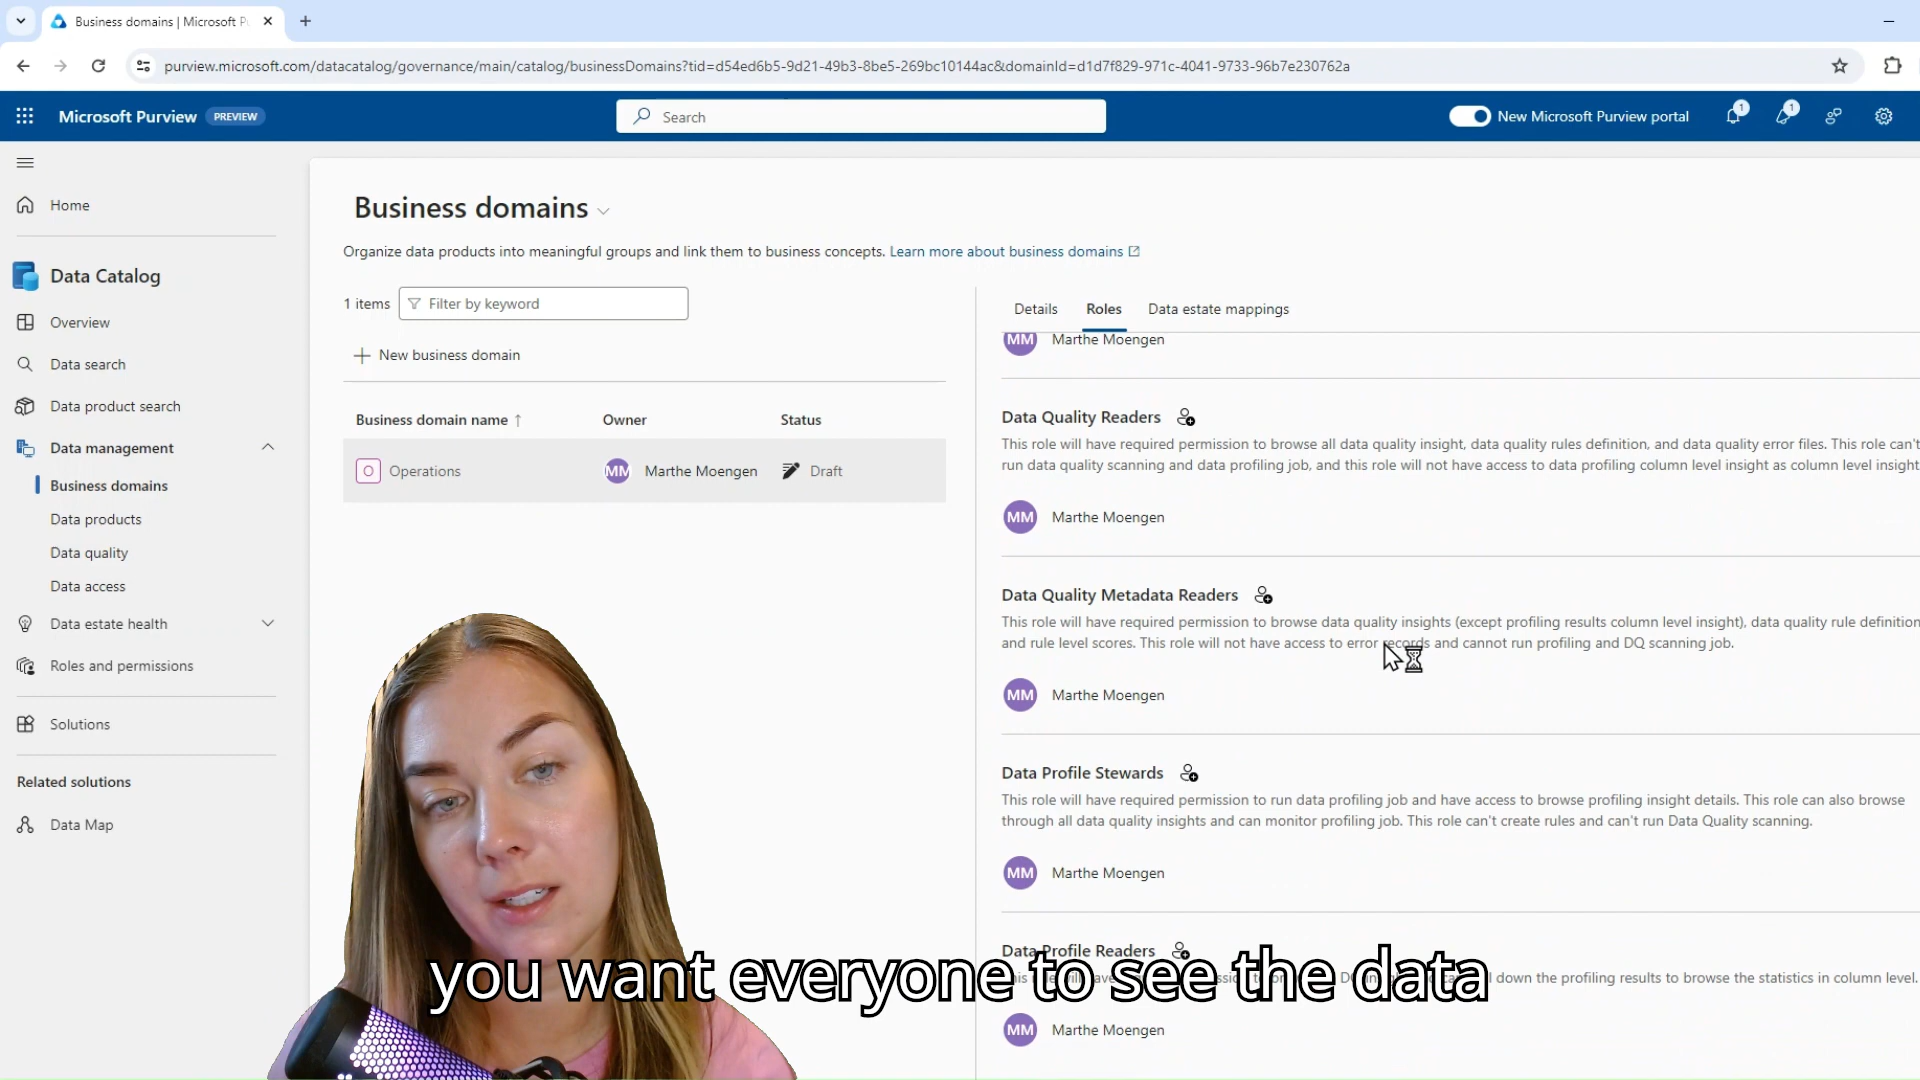 Business domains | Microsoft P
purview.microsoft.com/datacatalog/governance/main/catalog/businessDomains?tid=d54ed6b5-9d21-49b3-8be5-269bc10144ac&domainId=d1d7f829-971c-4041-9733-96b7e230762a
Microsoft Purview PREVIEW
Search
New Microsoft Purview portal
1
1
Home
Data Catalog
Overview
Data search
Data product search
Data management
Business domains
Data products
Data quality
Data access
Data estate health
Roles and permissions
Solutions
Related solutions
Data Map
Business domains
Organize data products into meaningful groups and link them to business concepts. Learn more about business domains
1 items
Filter by keyword
New business domain
Business domain name ↑ Owner Status
O Operations MM Marthe Moengen Draft
Details Roles Data estate mappings
MM Marthe Moengen
Data Quality Readers
This role will have required permission to browse all data quality insight, data quality rules definition, and data quality error files. This role can't
run data quality scanning and data profiling job, and this role will not have access to data profiling column level insight as column level insight
MM Marthe Moengen
Data Quality Metadata Readers
This role will have required permission to browse data quality insights (except profiling results column level insight), data quality rule definition
and rule level scores. This role will not have access to error records and cannot run profiling and DQ scanning job.
MM Marthe Moengen
Data Profile Stewards
This role will have required permission to run data profiling job and have access to browse profiling insight details. This role can also browse
through all data quality insights and can monitor profiling job. This role can't create rules and can't run Data Quality scanning.
MM Marthe Moengen
Data Profile Readers
down the profiling results to browse the statistics in column level.
MM Marthe Moengen
you want everyone to see the data